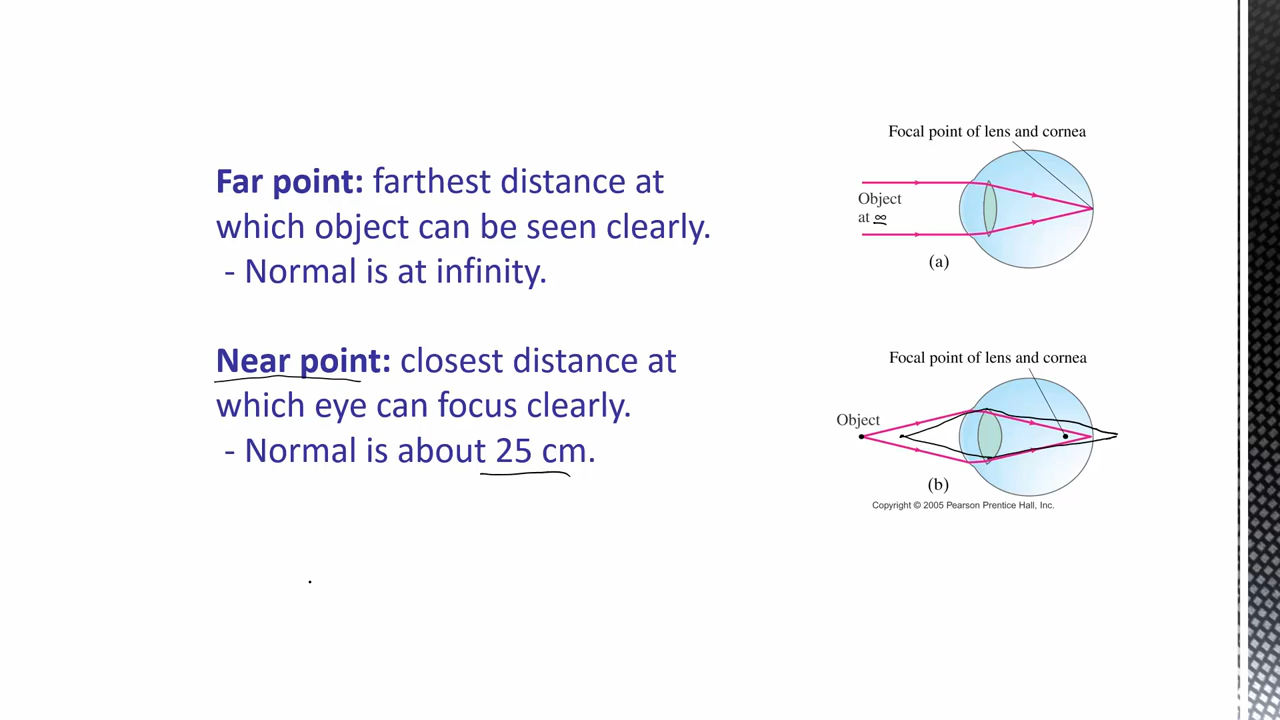 Far point: farthest distance at
which object can be seen clearly.
- Normal is at infinity.
Near point: closest distance at
which eye can focus clearly.
- Normal is about 25 cm.
Focal point of lens and cornea
Object
at ∞
(a)
Focal point of lens and cornea
Object
(b)
Copyright © 2005 Pearson Prentice Hall, Inc.